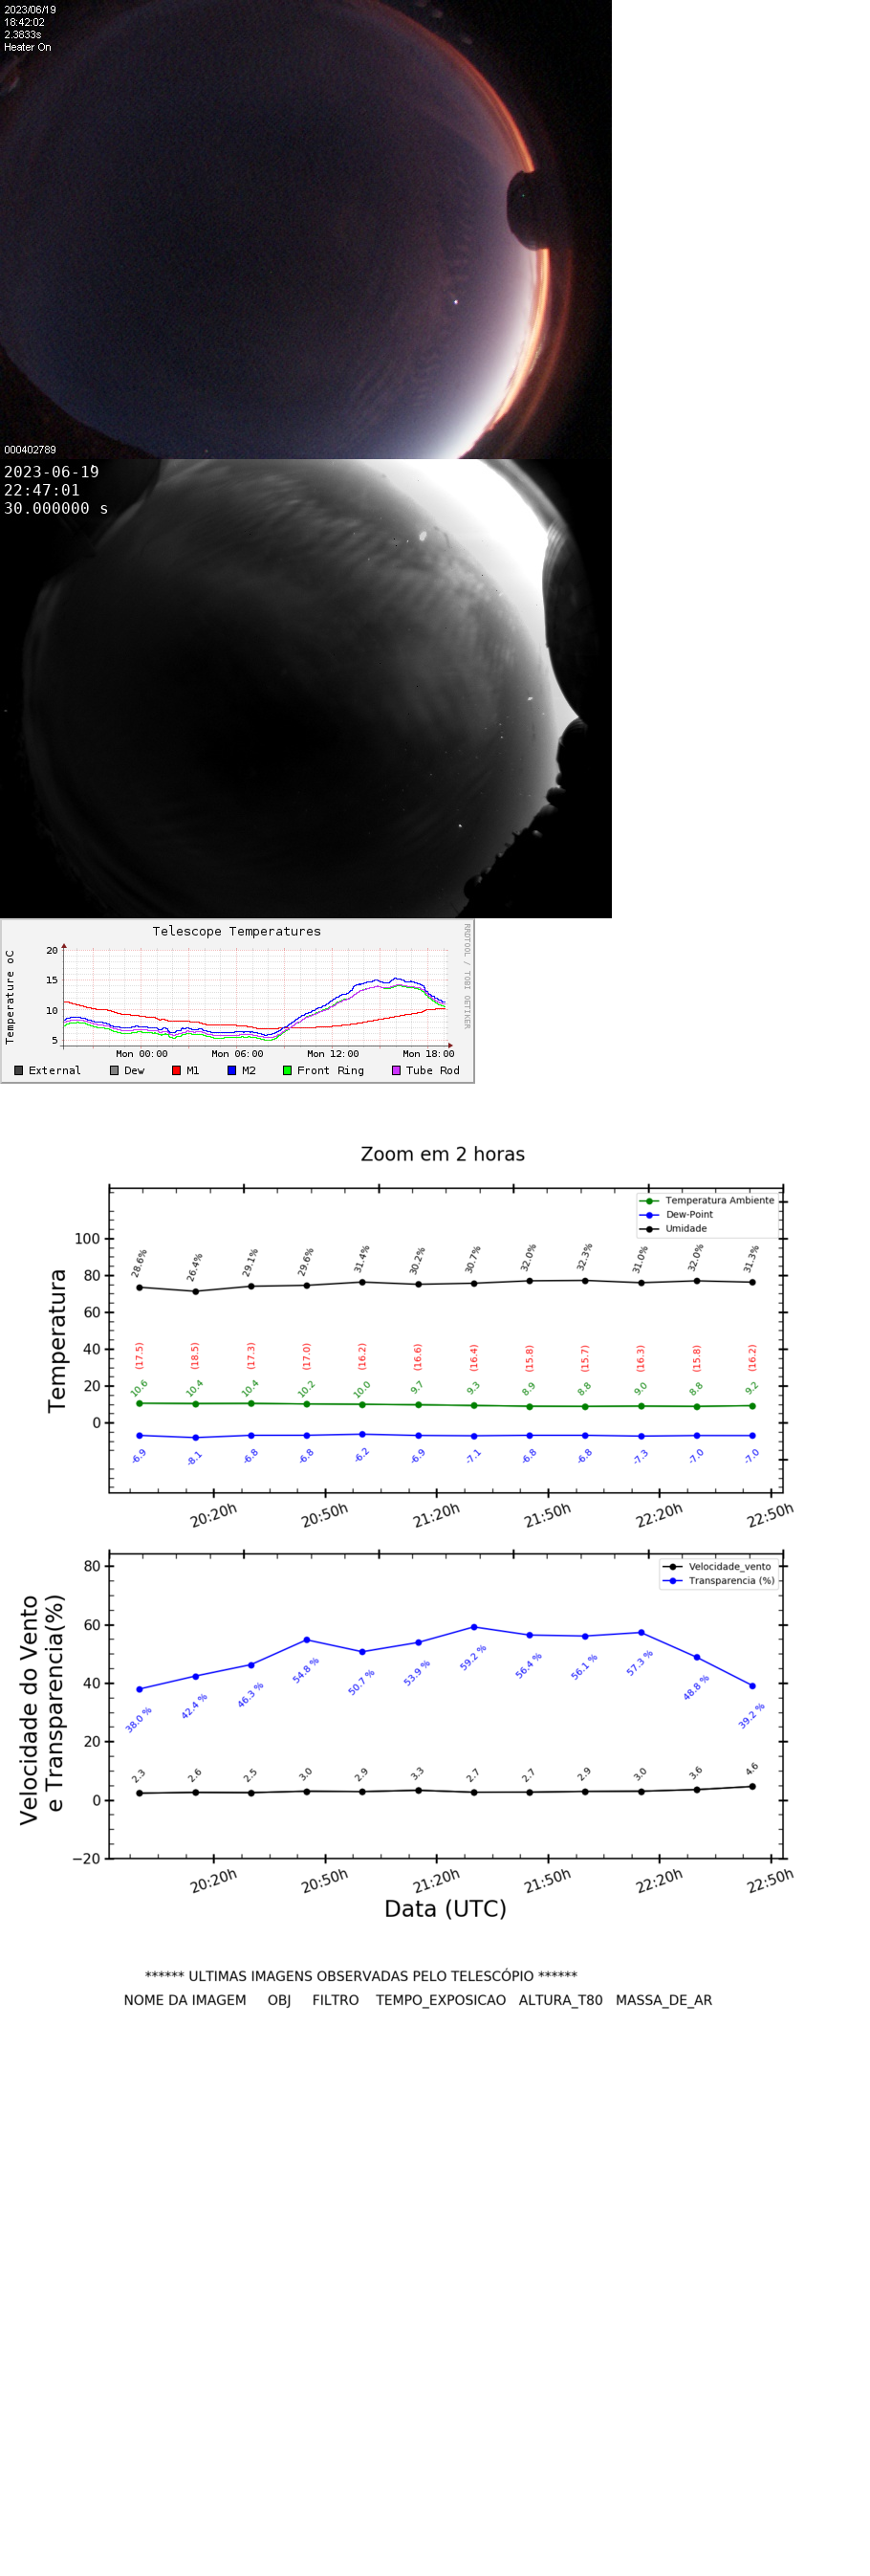 2023/06/19
18:42:02
2.3833s
Heater On
000402789
2023-06-19
22:47:01
30.000000 s
Telescope Temperatures
RRDTOOL / TOBI OETIKER
Temperature oC
20
15
10
5
Mon 00:00 Mon 06:00 Mon 12:00 Mon 18:00
External Dew M1 M2 Front Ring Tube Rod
Zoom em 2 horas
Temperatura
Temperatura Ambiente
Dew-Point
Umidade
100
80
60
40
20
0
28.6% 26.4% 29.1% 29.6% 31.4% 30.2% 30.7% 32.0% 32.3% 31.0% 32.0% 31.3%
(17.5) (18.5) (17.3) (17.0) (16.2) (16.6) (16.4) (15.8) (15.7) (16.3) (15.8) (16.2)
10.6 10.4 10.4 10.2 10.0 9.7 9.3 8.9 8.8 9.0 8.8 9.2
-6.9 -8.1 -6.8 -6.8 -6.2 -6.9 -7.1 -6.8 -6.8 -7.3 -7.0 -7.0
20:20h 20:50h 21:20h 21:50h 22:20h 22:50h
Velocidade do Vento
e Transparencia(%)
Velocidade_vento
Transparencia (%)
80
60
40
20
0
−20
38.0 % 42.4 % 46.3 % 54.8 % 50.7 % 53.9 % 59.2 % 56.4 % 56.1 % 57.3 % 48.8 % 39.2 %
2.3 2.6 2.5 3.0 2.9 3.3 2.7 2.7 2.9 3.0 3.6 4.6
20:20h 20:50h 21:20h 21:50h 22:20h 22:50h
Data (UTC)
****** ULTIMAS IMAGENS OBSERVADAS PELO TELESCÓPIO ******
NOME DA IMAGEM OBJ FILTRO TEMPO_EXPOSICAO ALTURA_T80 MASSA_DE_AR